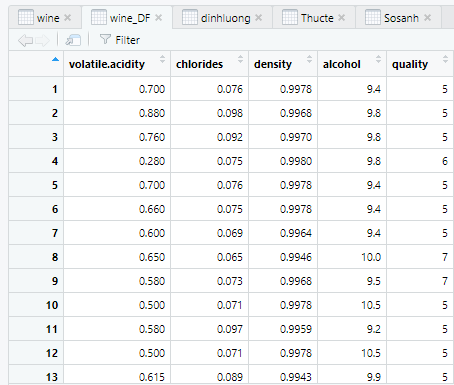 wine wine_DF dinhluong Thucte Sosanh
Filter
volatile.acidity chlorides density alcohol quality
1 0.700 0.076 0.9978 9.4 5
2 0.880 0.098 0.9968 9.8 5
3 0.760 0.092 0.9970 9.8 5
4 0.280 0.075 0.9980 9.8 6
5 0.700 0.076 0.9978 9.4 5
6 0.660 0.075 0.9978 9.4 5
7 0.600 0.069 0.9964 9.4 5
8 0.650 0.065 0.9946 10.0 7
9 0.580 0.073 0.9968 9.5 7
10 0.500 0.071 0.9978 10.5 5
11 0.580 0.097 0.9959 9.2 5
12 0.500 0.071 0.9978 10.5 5
13 0.615 0.089 0.9943 9.9 5